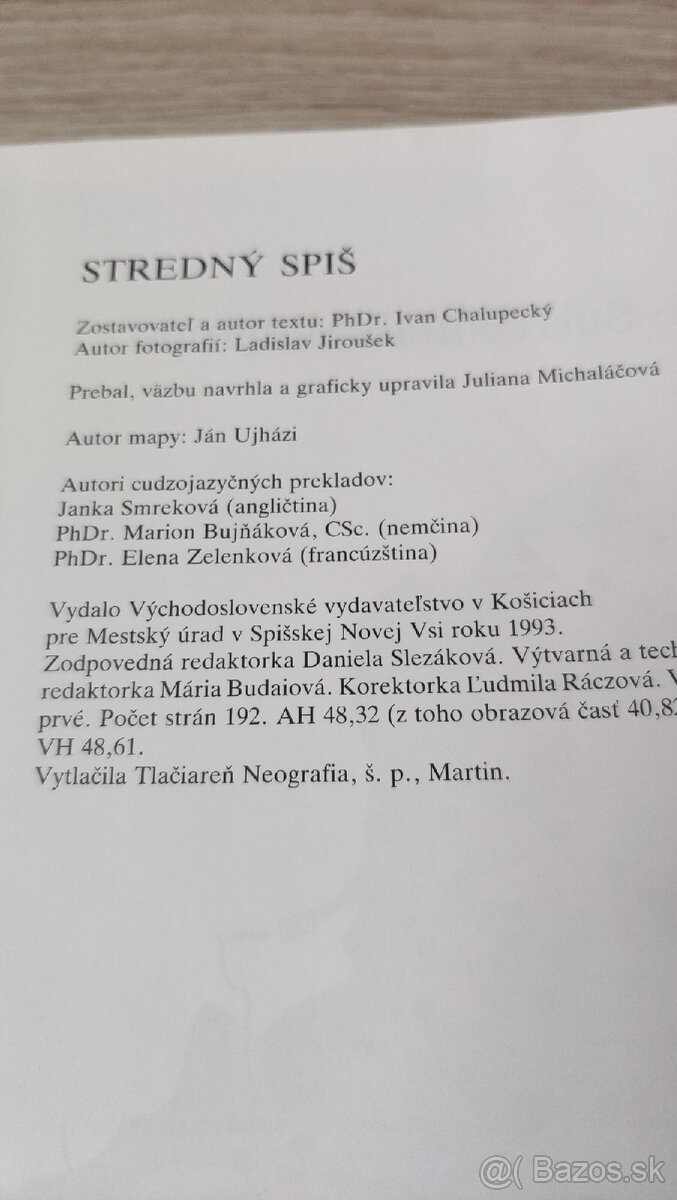 STREDNÝ SPIŠ
Zostavovateľ a autor textu: PhDr. Ivan Chalupecký
Autor fotografií: Ladislav Jiroušek
Prebal, väzbu navrhla a graficky upravila Juliana Michaláčová
Autor mapy: Ján Ujházi
Autori cudzojazyčných prekladov:
Janka Smreková (angličtina)
PhDr. Marion Bujňáková, CSc. (nemčina)
PhDr. Elena Zelenková (francúzština)
Vydalo Východoslovenské vydavateľstvo v Košiciach
pre Mestský úrad v Spišskej Novej Vsi roku 1993.
Zodpovedná redaktorka Daniela Slezáková. Výtvarná a tech
redaktorka Mária Budaiová. Korektorka Ľudmila Ráczová. V
prvé. Počet strán 192. AH 48,32 (z toho obrazová časť 40,82
VH 48,61.
Vytlačila Tlačiareň Neografia, š. p., Martin.
@( Bazos.sk